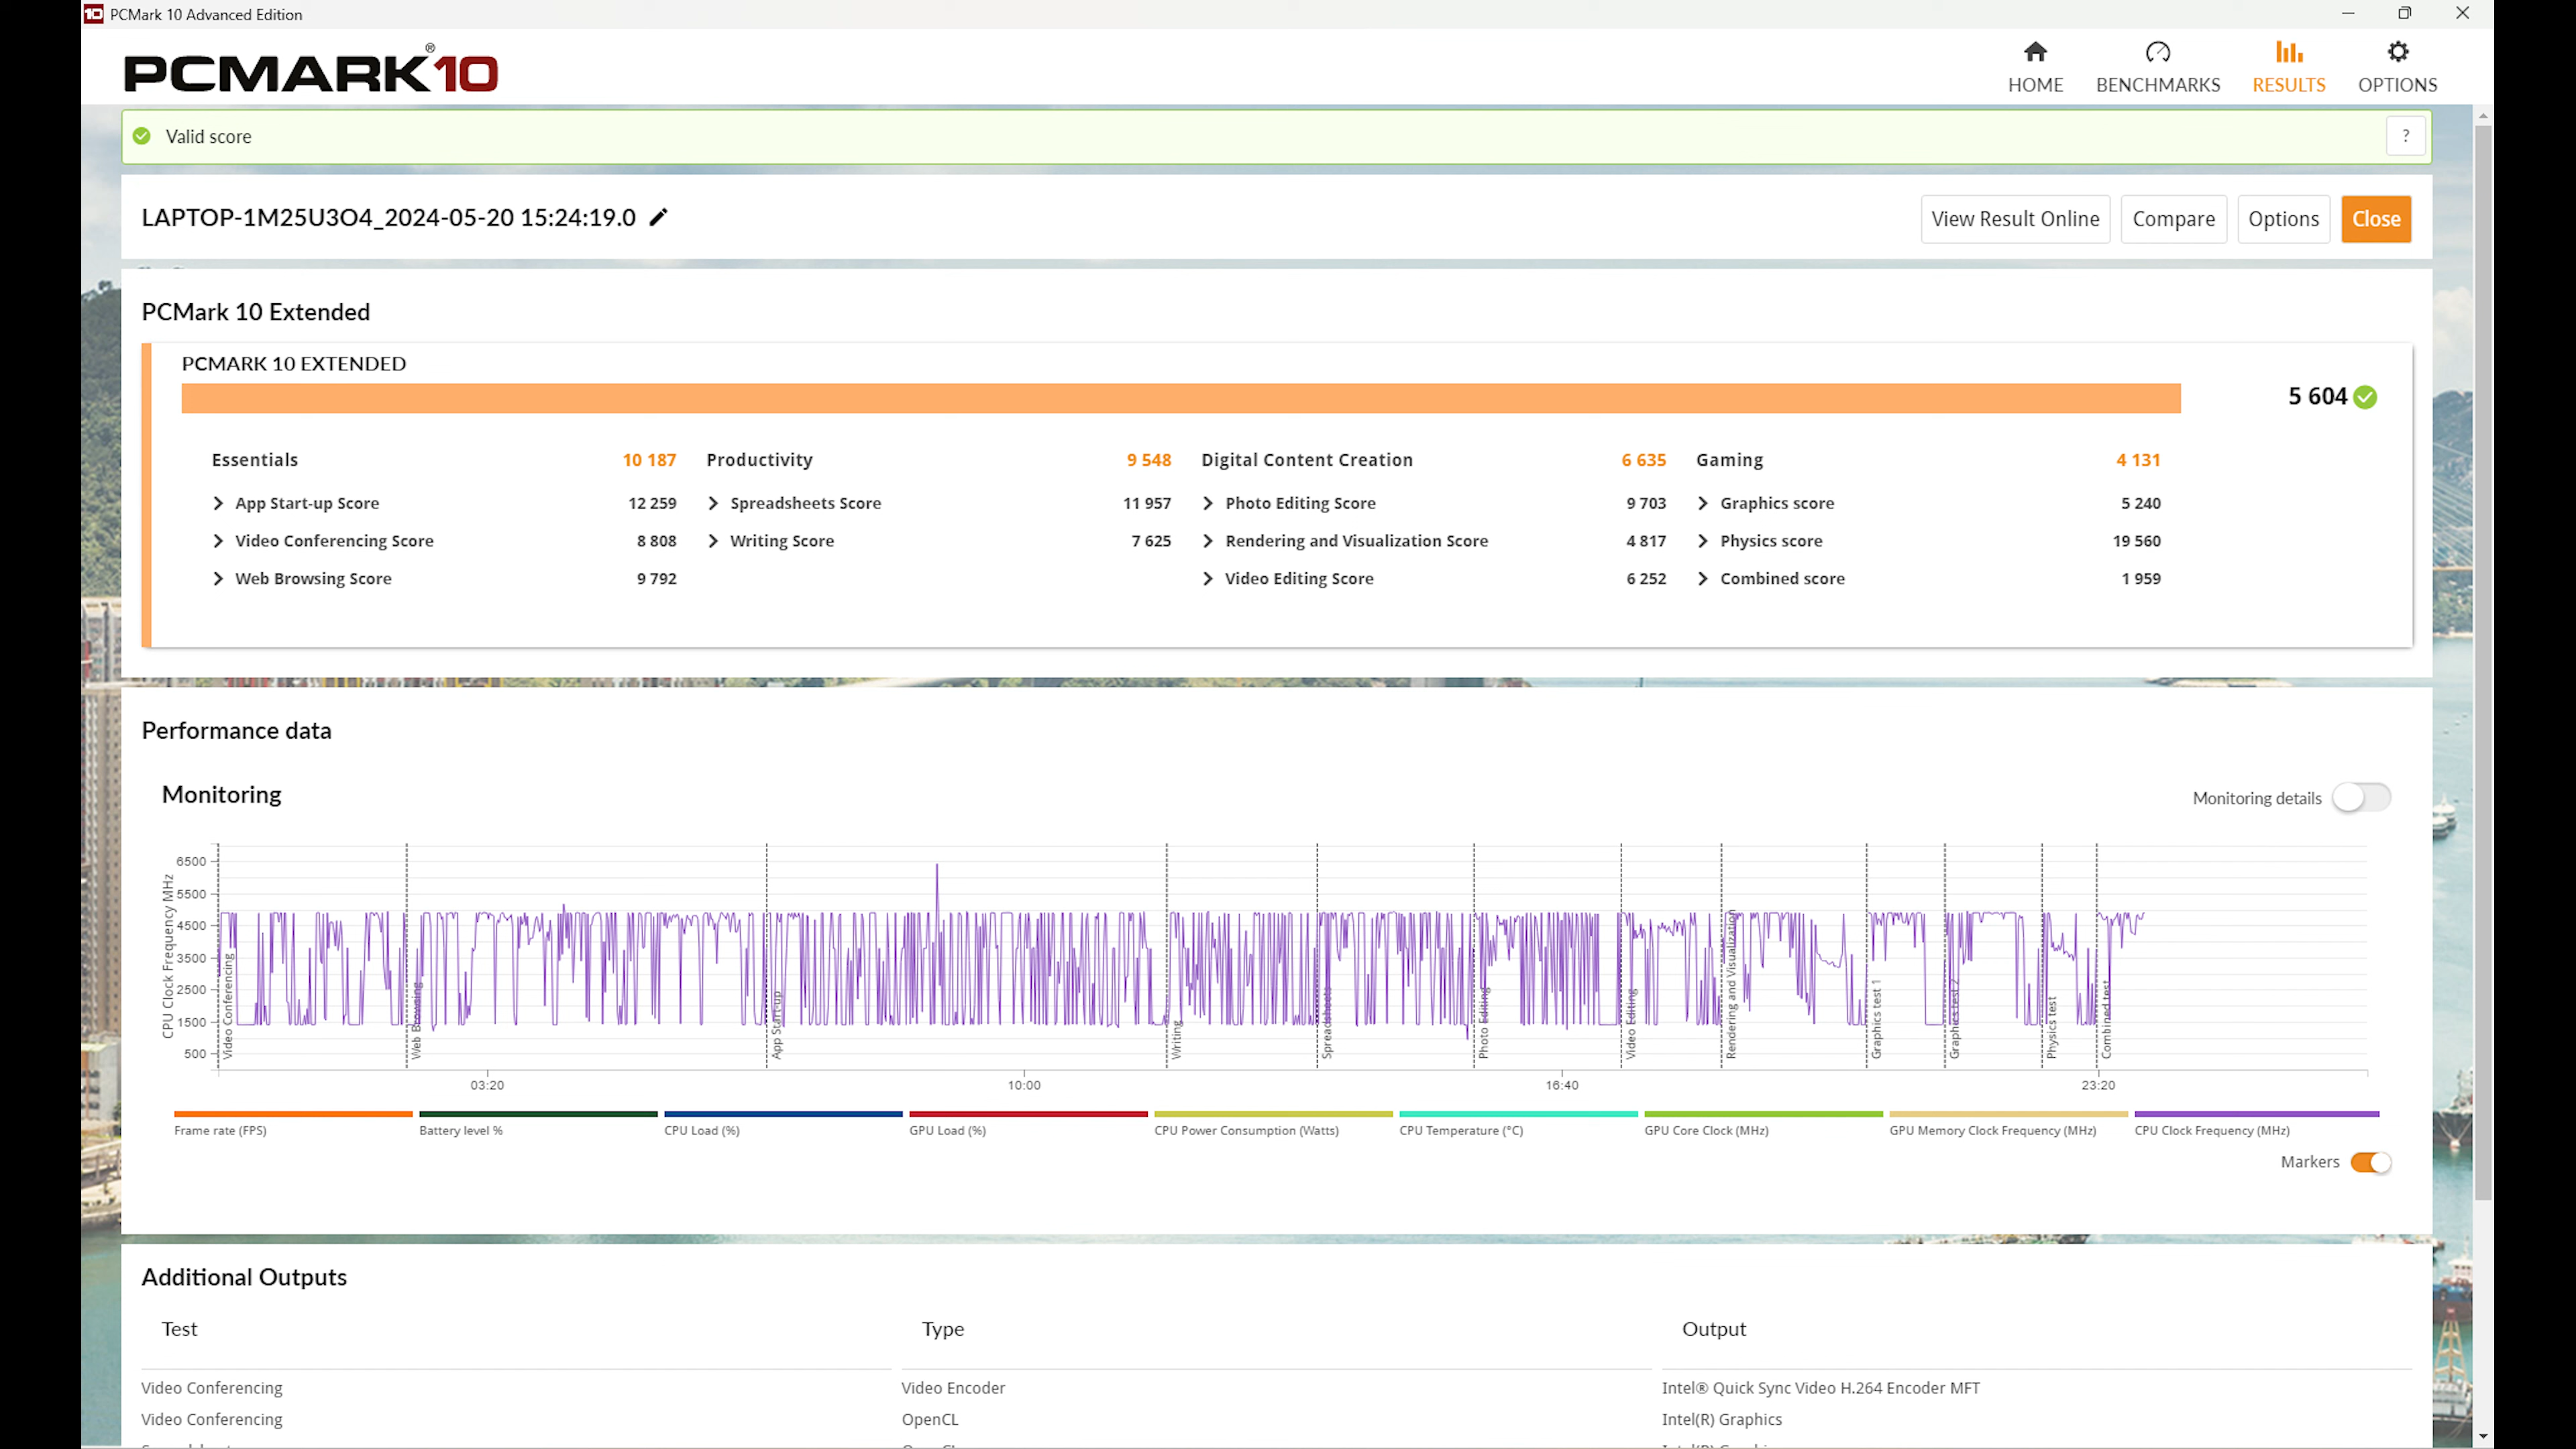 10 PCMark 10 Advanced Edition
PCMARK®10
HOME BENCHMARKS RESULTS OPTIONS
Valid score ?
LAPTOP-1M25U3O4_2024-05-20 15:24:19.0 View Result Online Compare Options Close
PCMark 10 Extended
PCMARK 10 EXTENDED
5 604
Essentials 10 187 Productivity 9 548 Digital Content Creation 6 635 Gaming 4 131
App Start-up Score 12 259 Spreadsheets Score 11 957 Photo Editing Score 9 703 Graphics score 5 240
Video Conferencing Score 8 808 Writing Score 7 625 Rendering and Visualization Score 4 817 Physics score 19 560
Web Browsing Score 9 792 Video Editing Score 6 252 Combined score 1 959
Performance data
Monitoring Monitoring details
CPU Clock Frequency MHz
6500
5500
4500
3500
2500
1500
500
Video Conferencing
Web Browsing
App Start-up
Writing
Spreadsheets
Photo Editing
Video Editing
Rendering and Visualization
Graphics test 1
Graphics test 2
Physics test
Combined test
03:20 10:00 16:40 23:20
Frame rate (FPS) Battery level % CPU Load (%) GPU Load (%) CPU Power Consumption (Watts) CPU Temperature (°C) GPU Core Clock (MHz) GPU Memory Clock Frequency (MHz) CPU Clock Frequency (MHz)
Markers
Additional Outputs
Test Type Output
Video Conferencing Video Encoder Intel® Quick Sync Video H.264 Encoder MFT
Video Conferencing OpenCL Intel(R) Graphics